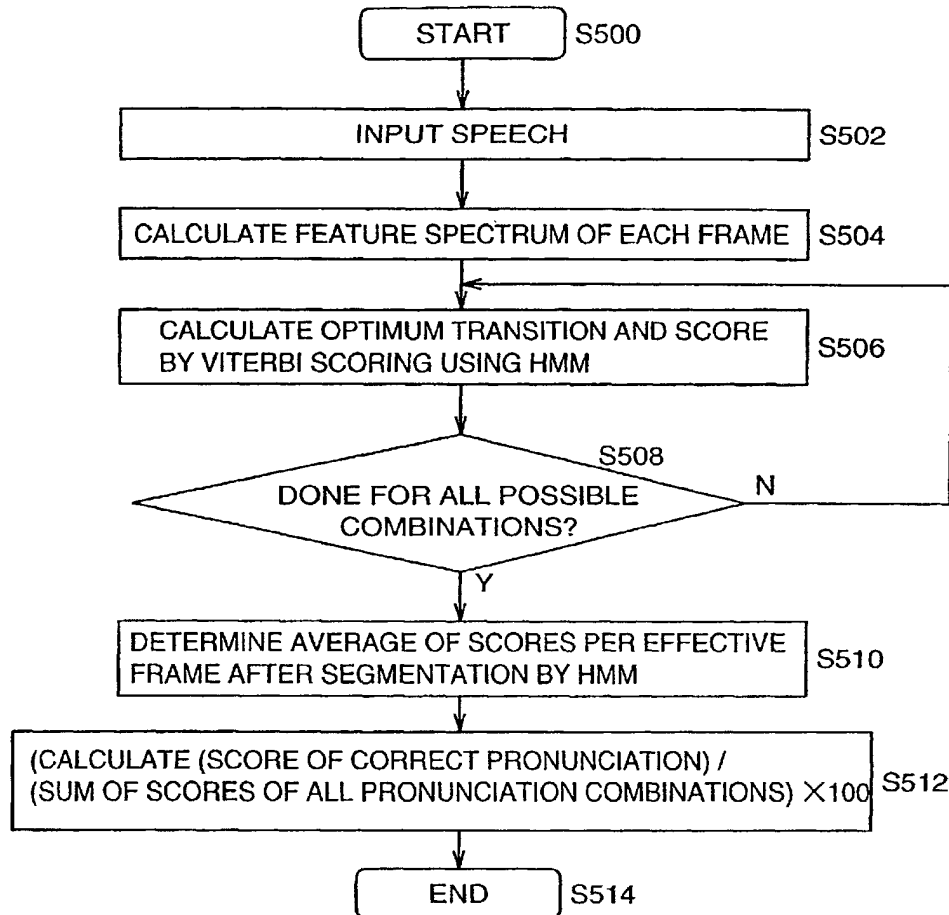 START S500
INPUT SPEECH S502
CALCULATE FEATURE SPECTRUM OF EACH FRAME S504
CALCULATE OPTIMUM TRANSITION AND SCORE
BY VITERBI SCORING USING HMM
S506
S508
DONE FOR ALL POSSIBLE
COMBINATIONS?
N
Y
DETERMINE AVERAGE OF SCORES PER EFFECTIVE
FRAME AFTER SEGMENTATION BY HMM
S510
(CALCULATE (SCORE OF CORRECT PRONUNCIATION) /
(SUM OF SCORES OF ALL PRONUNCIATION COMBINATIONS) ×100
S512
END S514